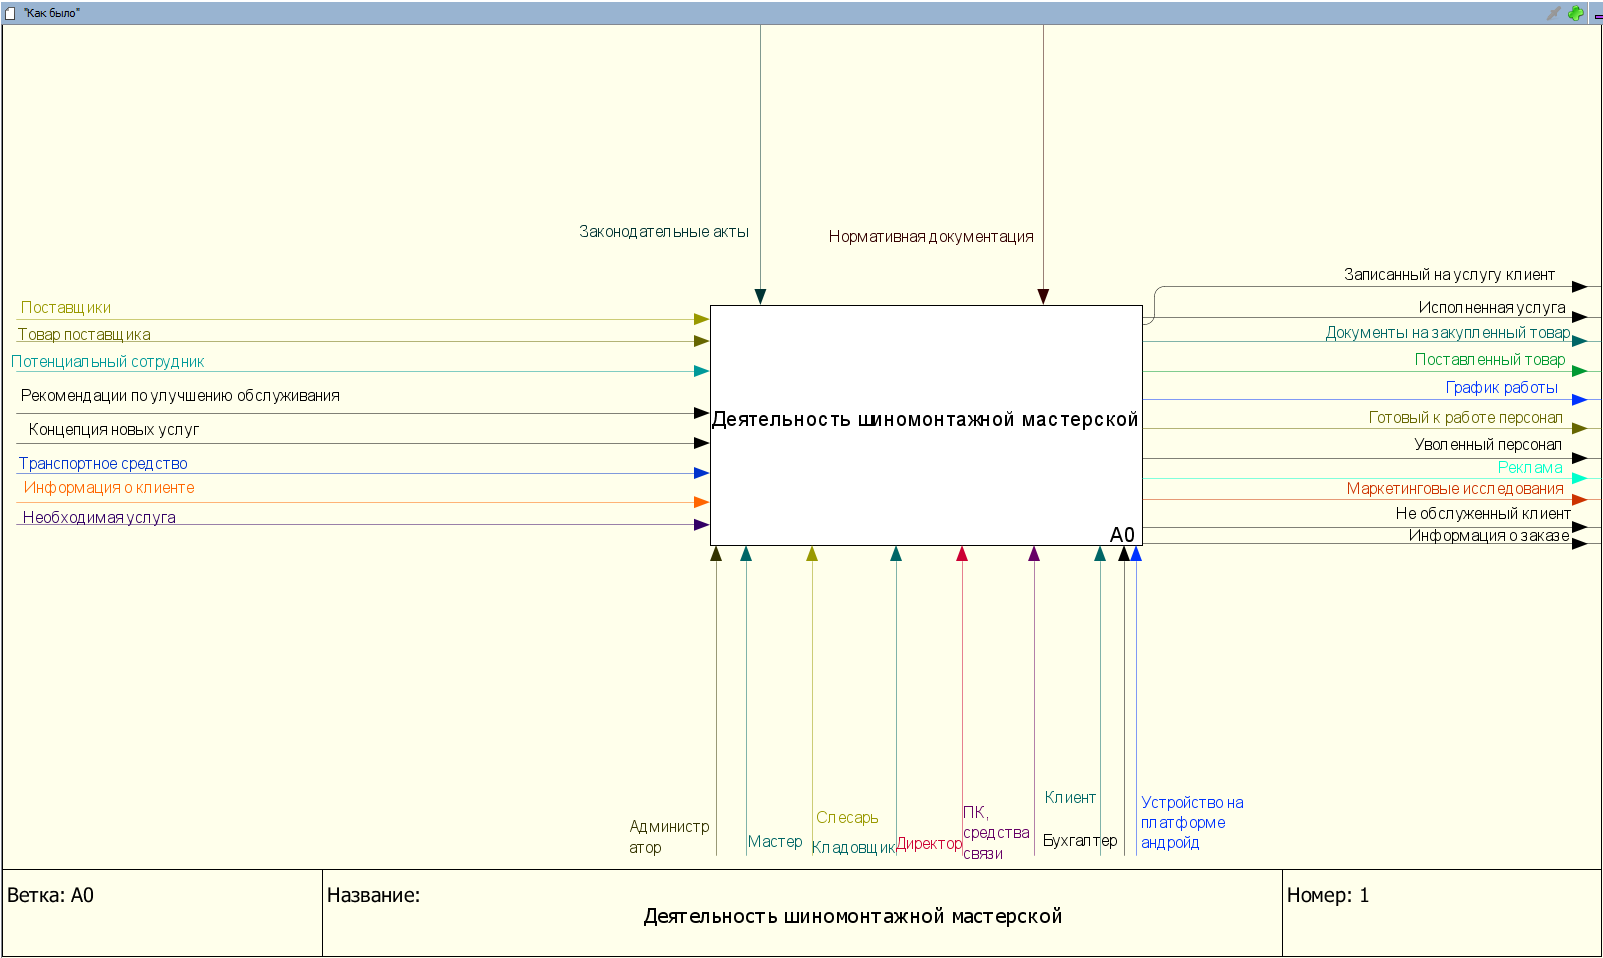 "Как было"
Законодательные акты
Нормативная документация
Поставщики
Товар поставщика
Потенциальный сотрудник
Рекомендации по улучшению обслуживания
Концепция новых услуг
Транспортное средство
Информация о клиенте
Необходимая услуга
Деятельность шиномонтажной мастерской
A0
Записанный на услугу клиент
Исполненная услуга
Документы на закупленный товар
Поставленный товар
График работы
Готовый к работе персонал
Уволенный персонал
Реклама
Маркетинговые исследования
Не обслуженный клиент
Информация о заказе
Администр
атор
Мастер
Слесарь
Кладовщик
Директор
ПК,
средства
связи
Клиент
Бухгалтер
Устройство на
платформе
андройд
Ветка: A0
Название:
Деятельность шиномонтажной мастерской
Номер: 1